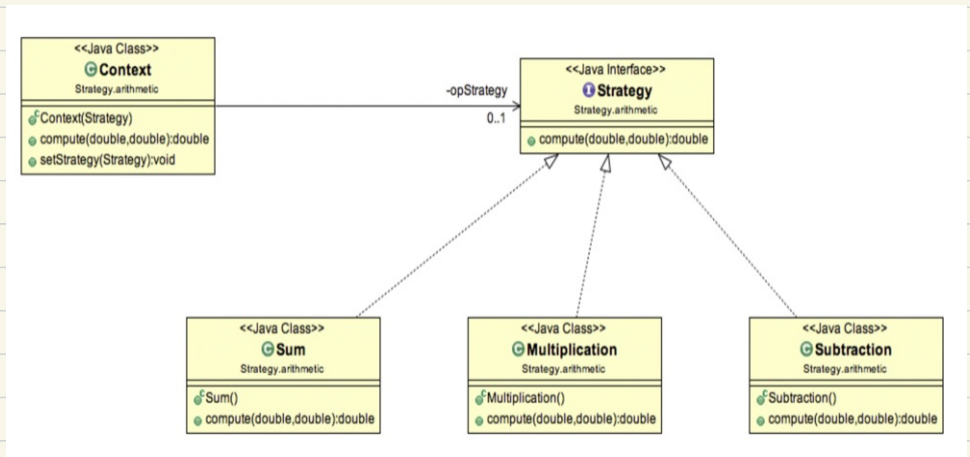 <<Java Class>>
Context
Strategy.arithmetic
Context(Strategy)
compute(double,double):double
setStrategy(Strategy):void
-opStrategy
0..1
<<Java Interface>>
Strategy
Strategy.arithmetic
compute(double,double):double
<<Java Class>>
Sum
Strategy.arithmetic
Sum()
compute(double,double):double
<<Java Class>>
Multiplication
Strategy.arithmetic
Multiplication()
compute(double,double):double
<<Java Class>>
Subtraction
Strategy.arithmetic
Subtraction()
compute(double,double):double